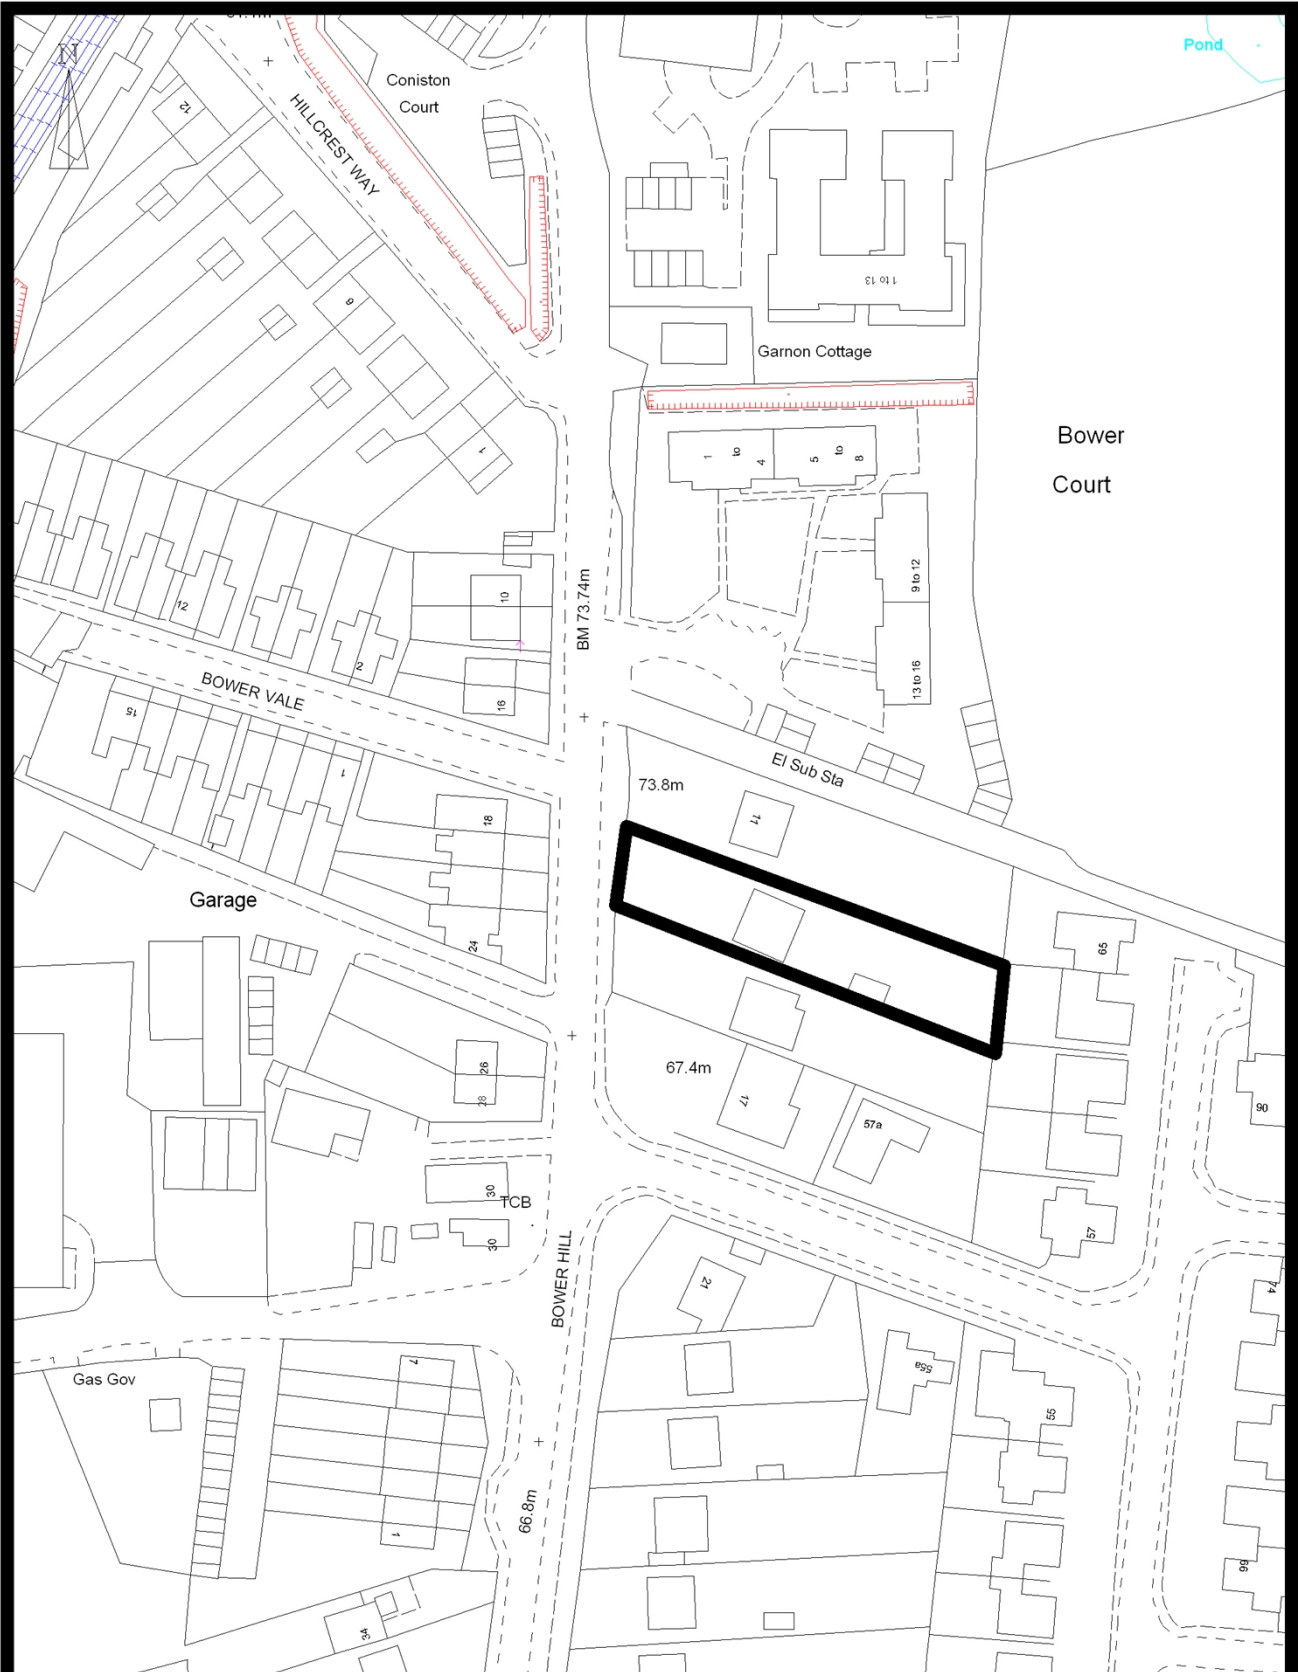 Pond
N
Coniston
Court
12
HILLCREST WAY
9
1 to 13
Garnon Cottage
Bower
Court
1 to 4
5 to 8
1
9 to 12
10
BM 73.74m
12
2
13 to 16
BOWER VALE
16
15
El Sub Sta
1
73.8m
18
11
Garage
24
65
67.4m
26
28
17
57a
90
30
TCB
57
30
BOWER HILL
21
74
7
55a
Gas Gov
55
66.8m
1
66
34